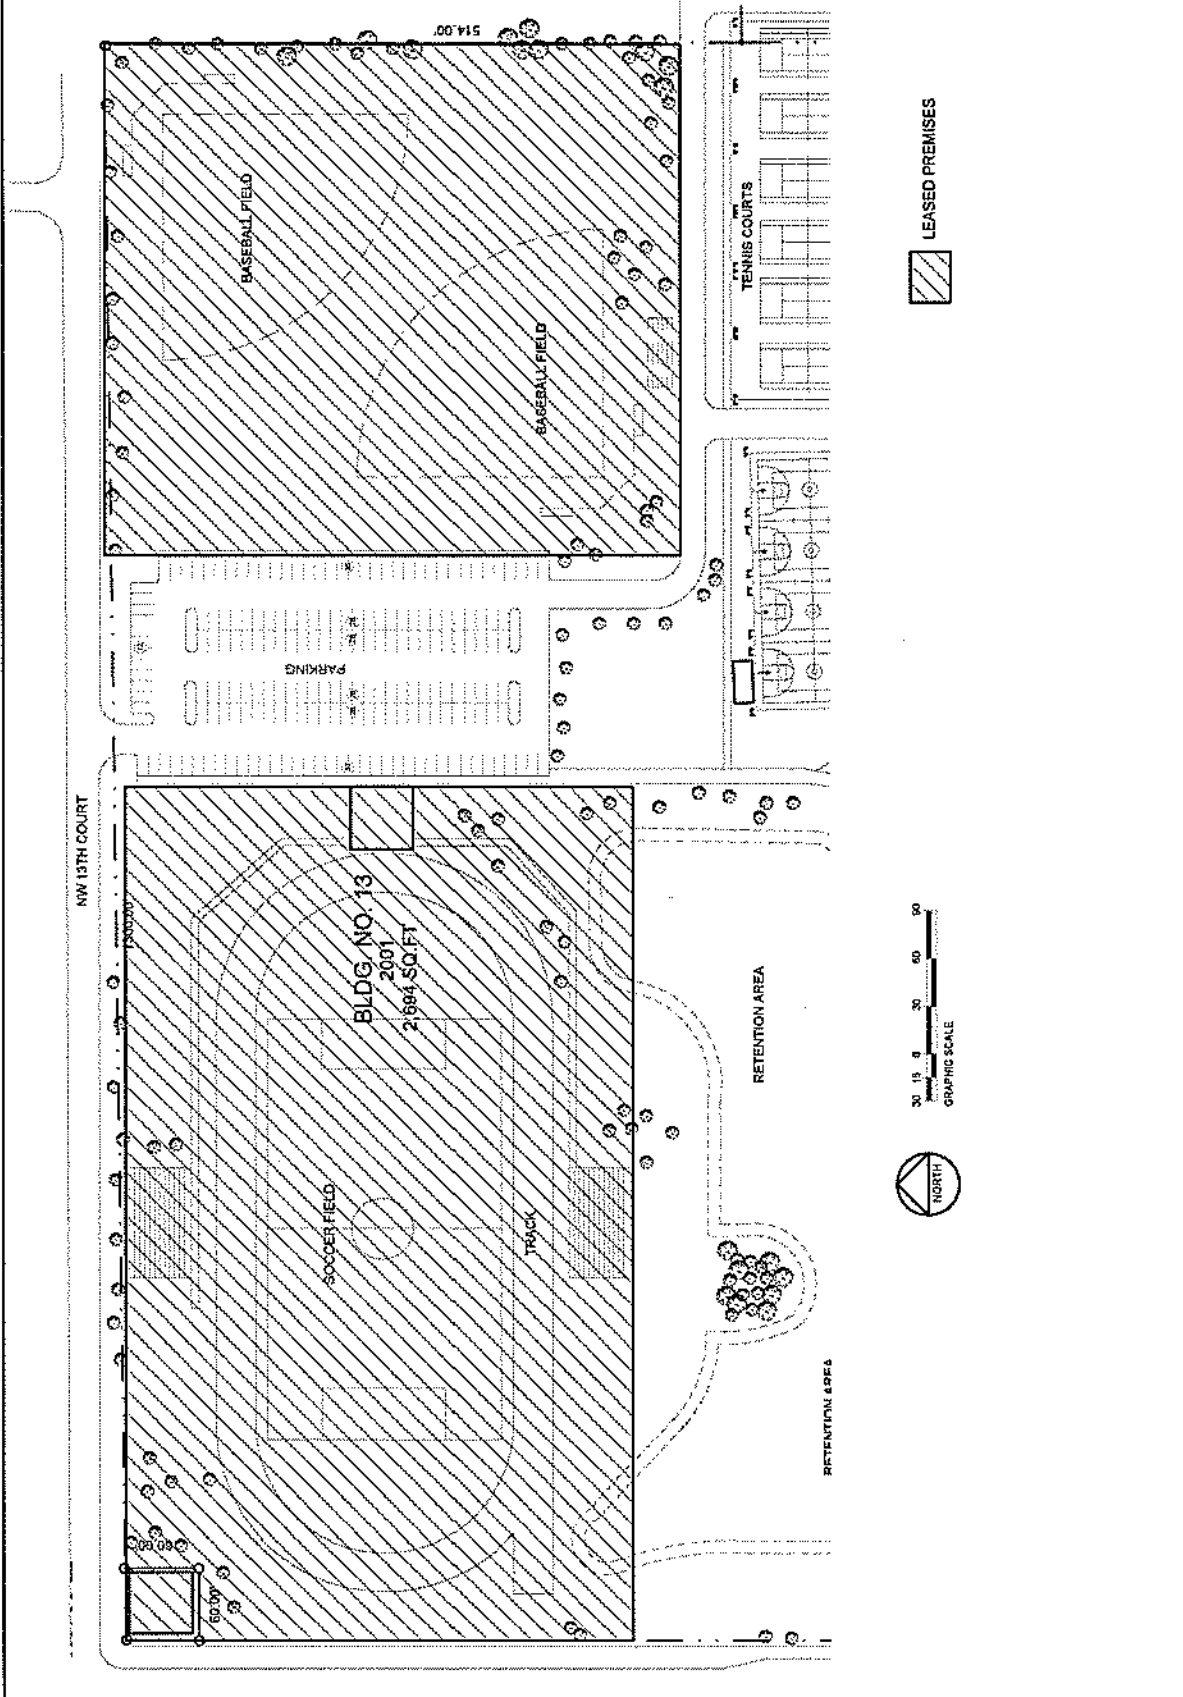 NW 13TH COURT
1300.00'
514.00'
BASEBALL FIELD
BASEBALL FIELD
PARKING
TENNIS COURTS
BLDG. NO. 13
2001
2,694 SQ.FT
SOCCER FIELD
TRACK
60.00'
60.00'
RETENTION AREA
RETENTION AREA
LEASED PREMISES
30 15 0 30 60 90
GRAPHIC SCALE
NORTH